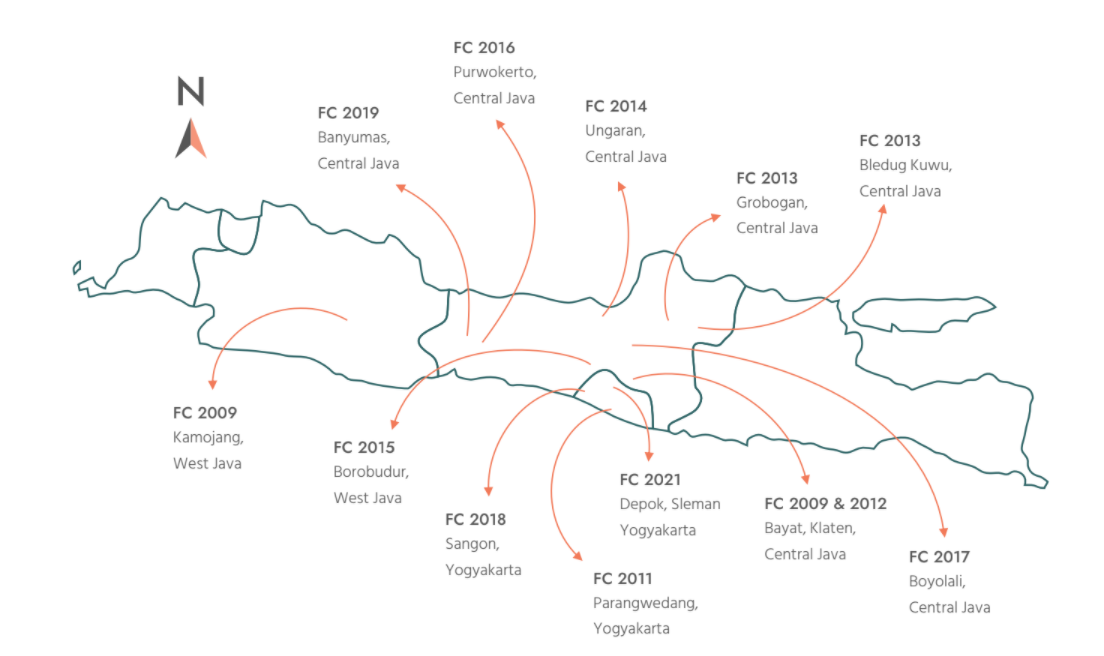 N
FC 2016
Purwokerto,
Central Java
FC 2019
Banyumas,
Central Java
FC 2014
Ungaran,
Central Java
FC 2013
Grobogan,
Central Java
FC 2013
Bledug Kuwu,
Central Java
FC 2009
Kamojang,
West Java
FC 2015
Borobudur,
West Java
FC 2018
Sangon,
Yogyakarta
FC 2011
Parangwedang,
Yogyakarta
FC 2021
Depok, Sleman
Yogyakarta
FC 2009 & 2012
Bayat, Klaten,
Central Java
FC 2017
Boyolali,
Central Java